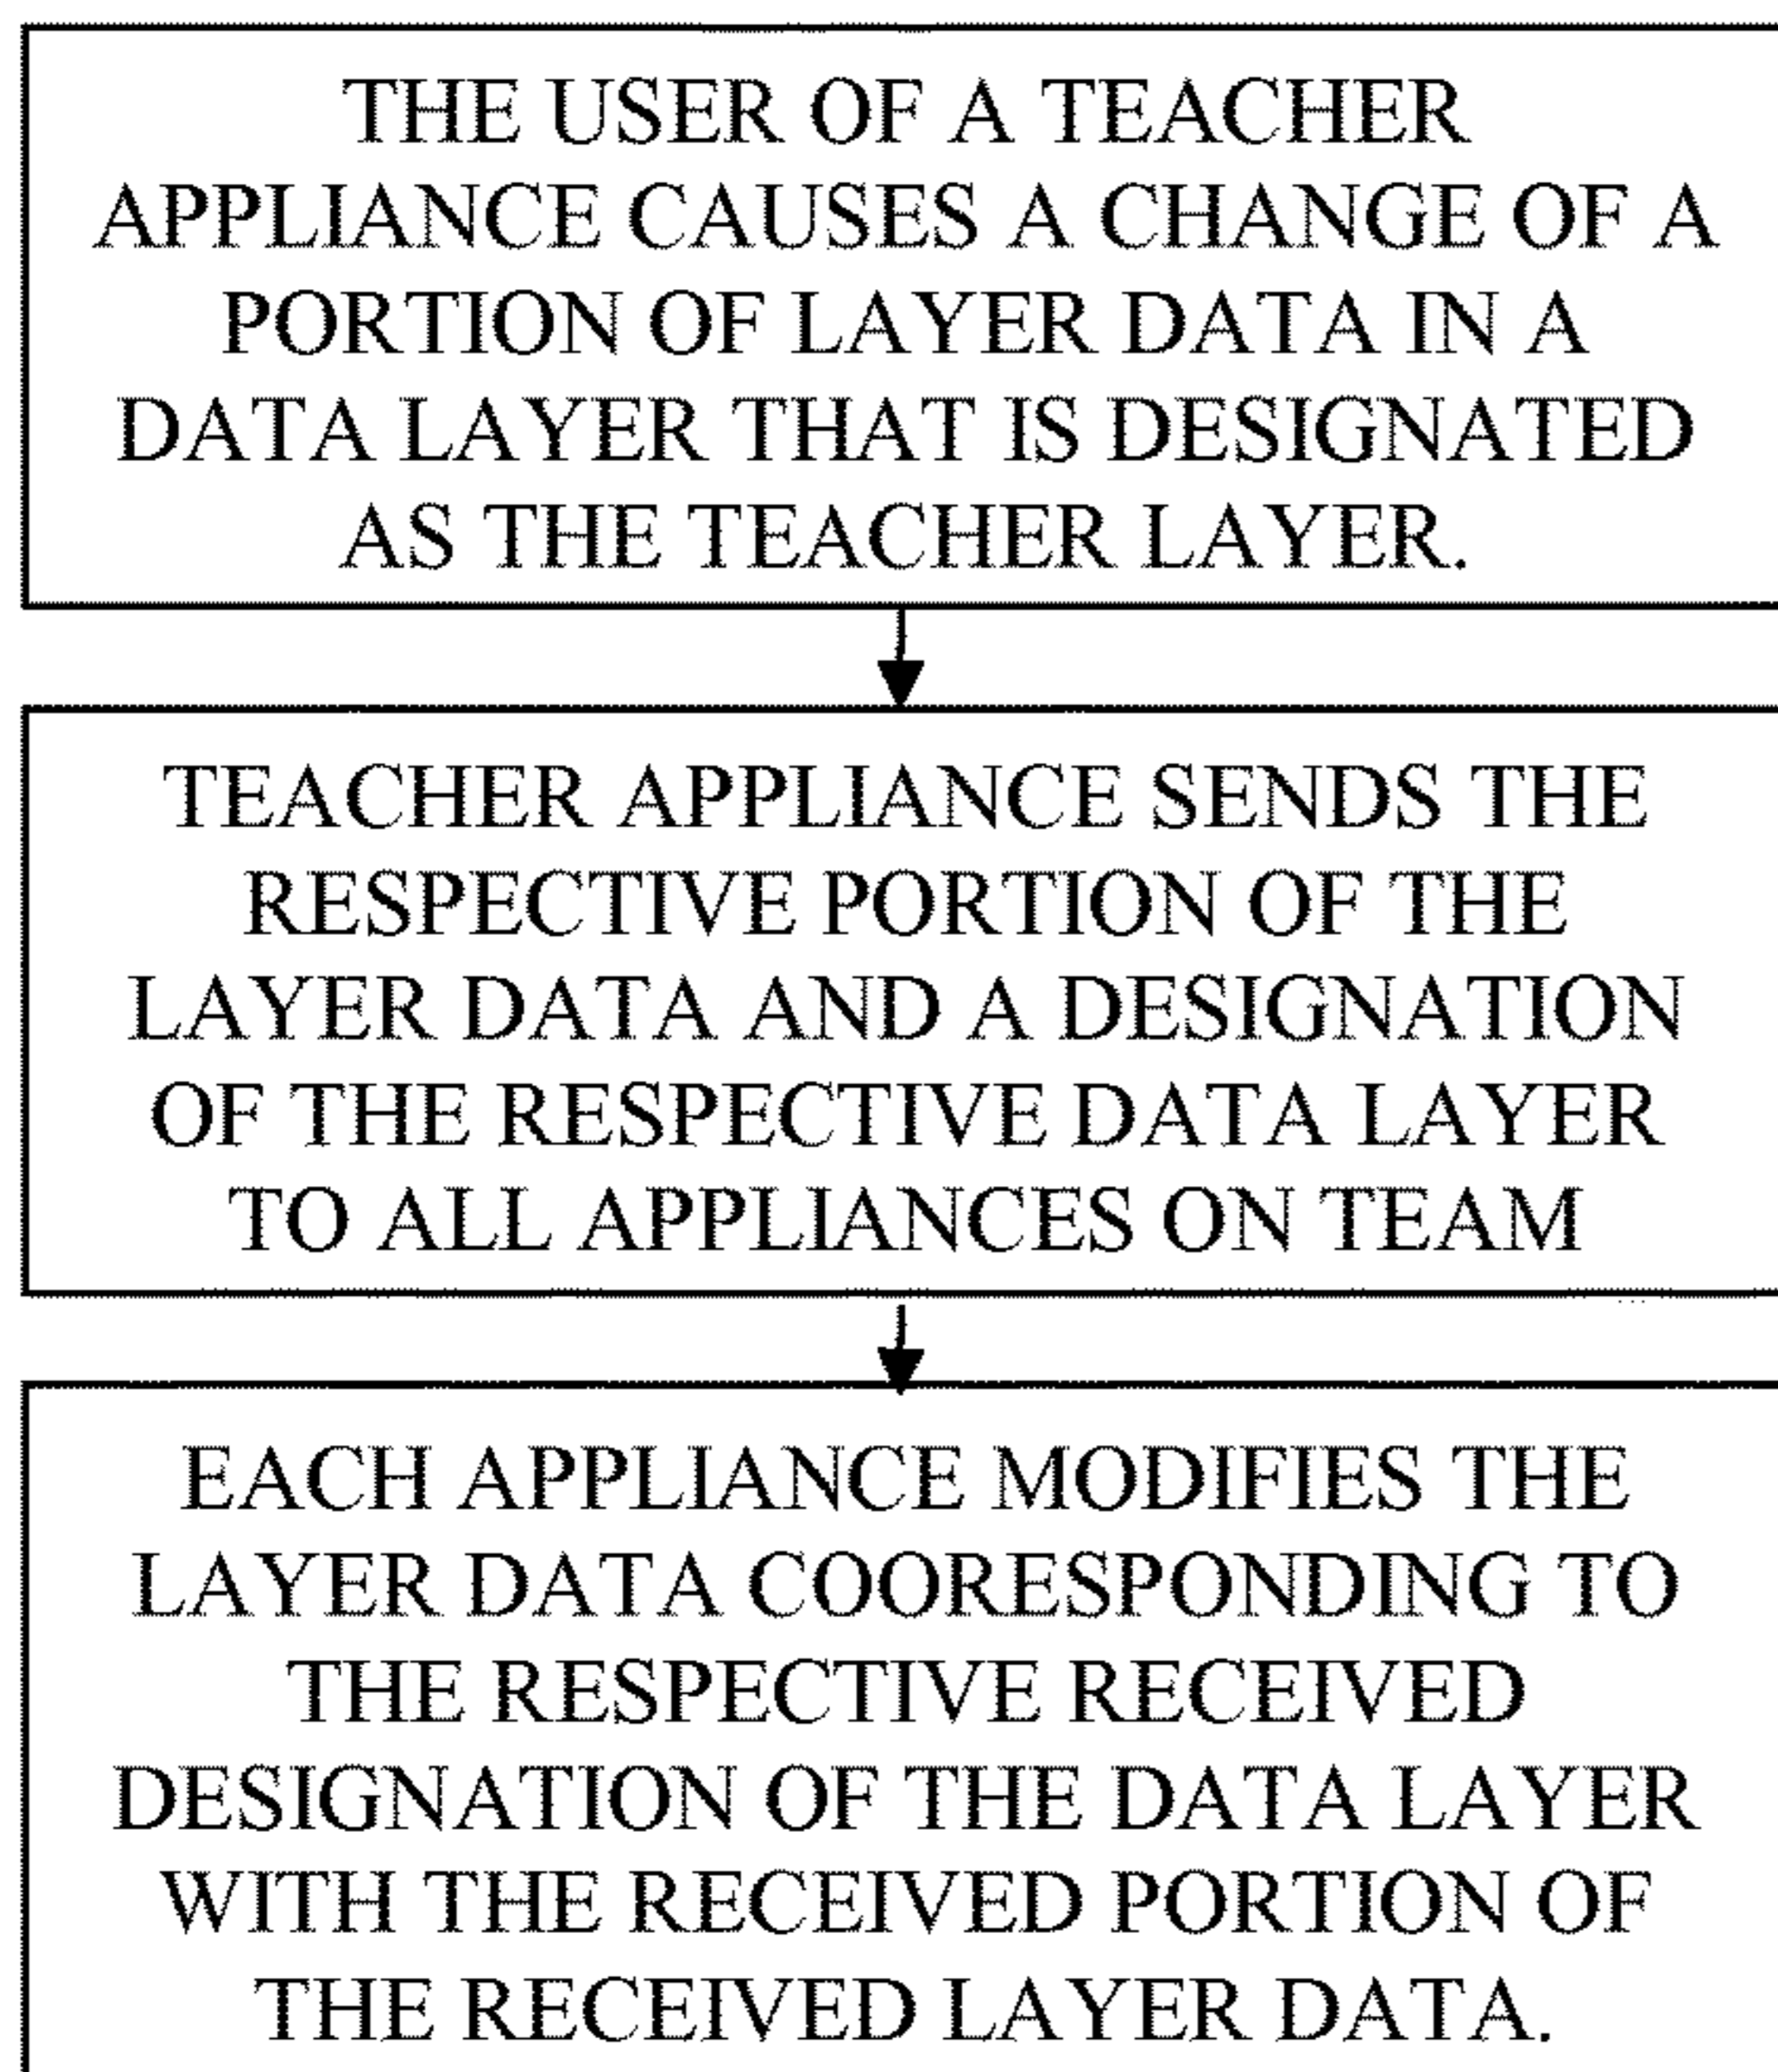 THE USER OF A TEACHER
APPLIANCE CAUSES A CHANGE OF A
PORTION OF LAYER DATA IN A
DATA LAYER THAT IS DESIGNATED
AS THE TEACHER LAYER.
TEACHER APPLIANCE SENDS THE
RESPECTIVE PORTION OF THE
LAYER DATA AND A DESIGNATION
OF THE RESPECTIVE DATA LAYER
TO ALL APPLIANCES ON TEAM
EACH APPLIANCE MODIFIES THE
LAYER DATA COORESPONDING TO
THE RESPECTIVE RECEIVED
DESIGNATION OF THE DATA LAYER
WITH THE RECEIVED PORTION OF
THE RECEIVED LAYER DATA.